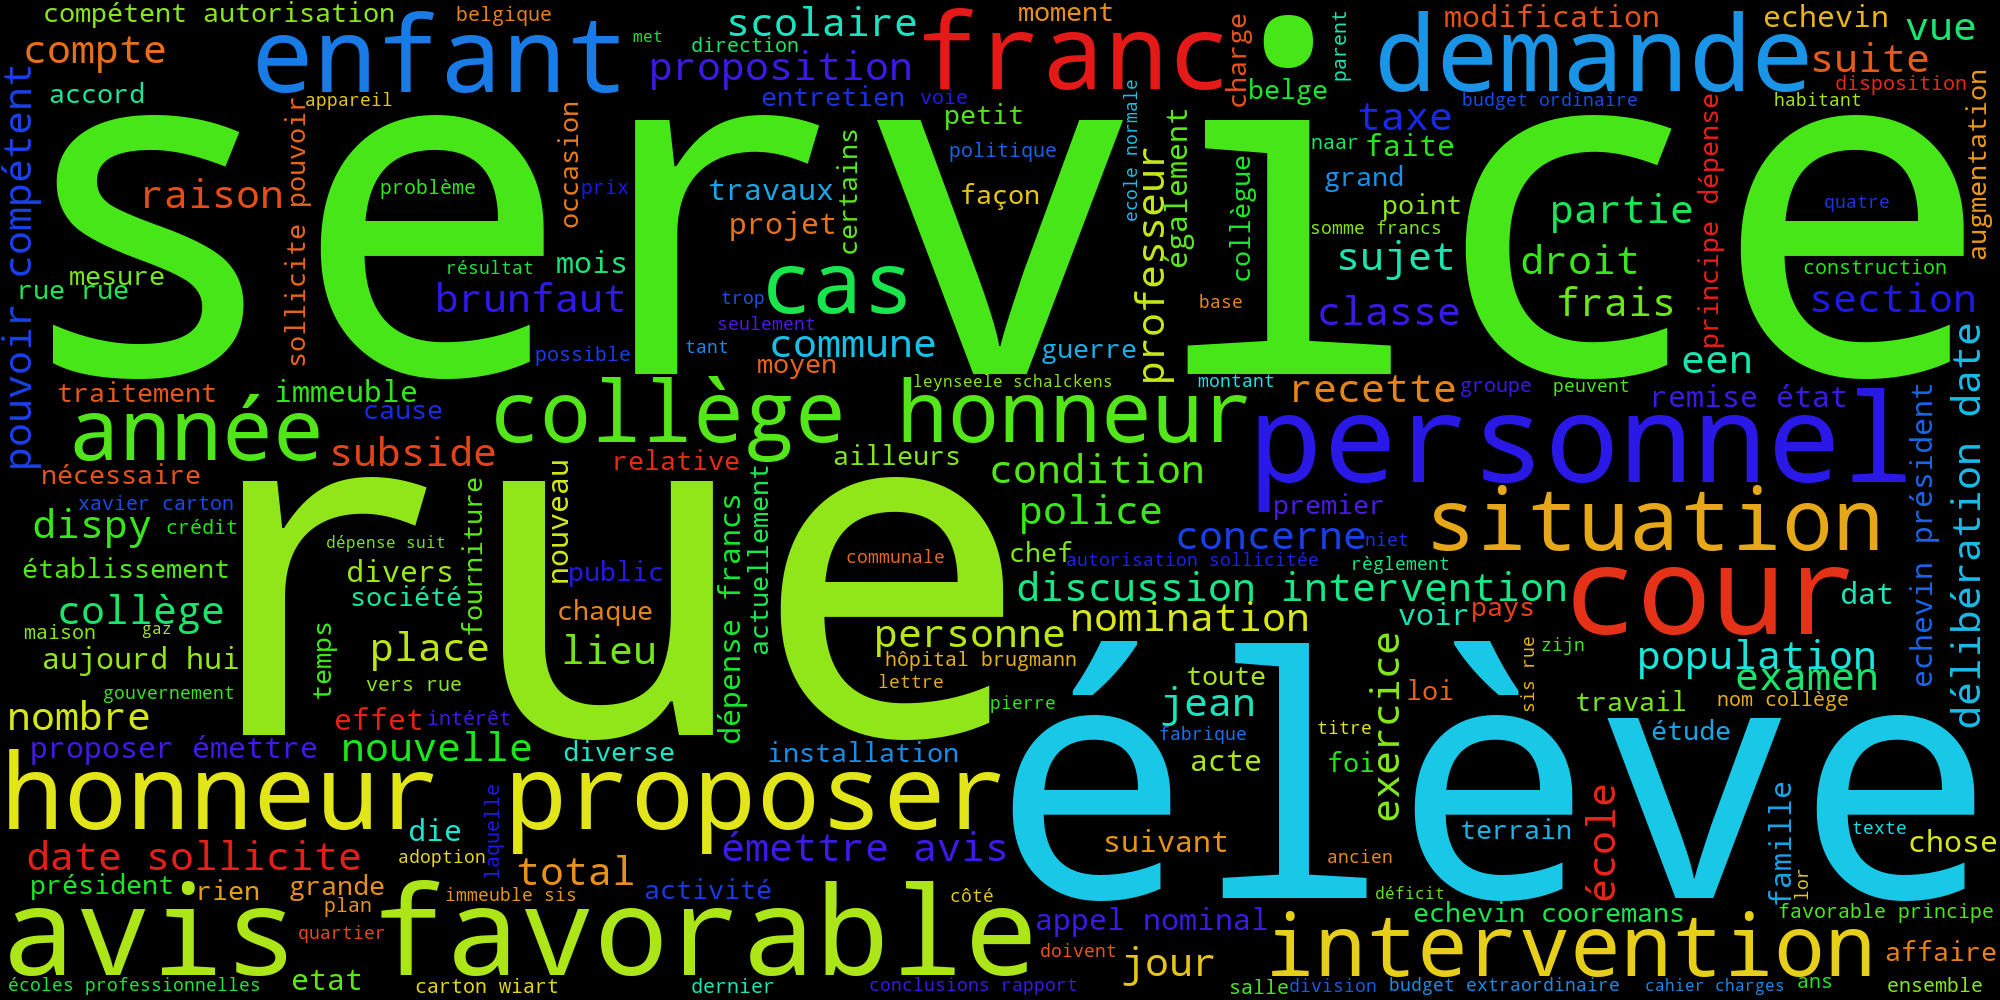 compétent autorisation
belgique
enfant
met
scolaire
direction
proposition
franc
moment
charge
belge
parent
demande
modification
echevin
vue
suite
disposition
compte
accord
pouvoir compétent
appareil
entretien
voie
petit
politique
ecole normale
taxe
budget ordinaire
habitant
naar
faite
augmentation
service
raison
sollicite pouvoir
problème
occasion
prix
travaux
projet
certains
façon
professeur
également
collègue
grand
point
somme francs
sujet
partie
principe dépense
quatre
droit
construction
mesure
rue rue
résultat
mois
brunfaut
trop
cas
seulement
base
classe
frais
section
possible
tant
commune
moyen
guerre
een
délibération date
traitement
immeuble
cause
année
collège honneur
leynseele schalckens
montant
recette
groupe
peuvent
remise état
personnel
echevin président
subside
relative
ailleurs
condition
nécessaire
xavier carton
dispy
crédit
fourniture
nouveau
dépense francs
actuellement
police
premier
situation
concerne
niet
rue
dépense suit
communale
chef
autorisation sollicitée
règlement
établissement
divers
public
société
chaque
discussion intervention
cour
dat
collège
maison
gaz
temps
place
lieu
personne
nomination
voir
pays
aujourd hui
hôpital brugmann
zijn
population
examen
gouvernement
vers rue
lettre
pierre
toute
jean
exercice
loi
sis rue
travail
nom collège
nombre
effet
intérêt
fabrique
titre
étude
proposer émettre
nouvelle
diverse
installation
acte
foi
élève
honneur proposer
laquelle
die
émettre avis
suivant
terrain
école
famille
texte
chose
date sollicite
adoption
total
ancien
président
rien
grande
plan
immeuble sis
activité
côté
déficit
lor
avis favorable
quartier
appel nominal
echevin cooremans
favorable principe
doivent
jour
intervention
affaire
écoles professionnelles
etat
carton wiart
dernier
conclusions rapport
salle
division
budget extraordinaire
cahier charges
ans
ensemble